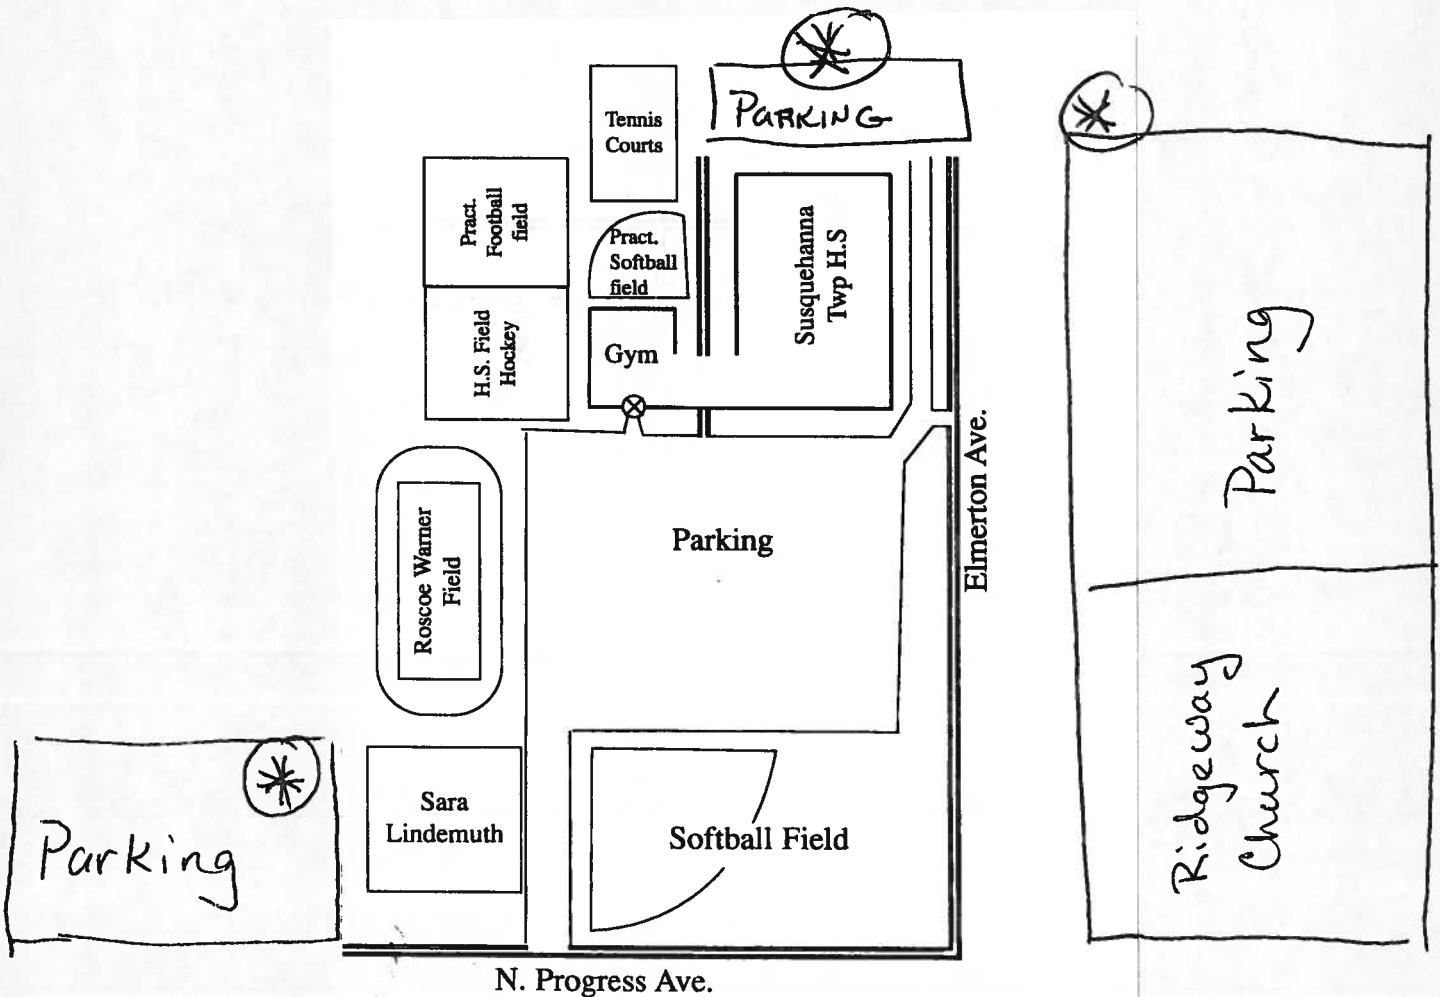 PARKING
Tennis
Courts
Pract.
Football
field
Pract.
Softball
field
Susquehanna
Twp H.S
H.S. Field
Hockey
Gym
Parking
Elmerton Ave.
Parking
Roscoe Warner
Field
Ridgeway
Church
Parking
Sara
Lindemuth
Softball Field
N. Progress Ave.